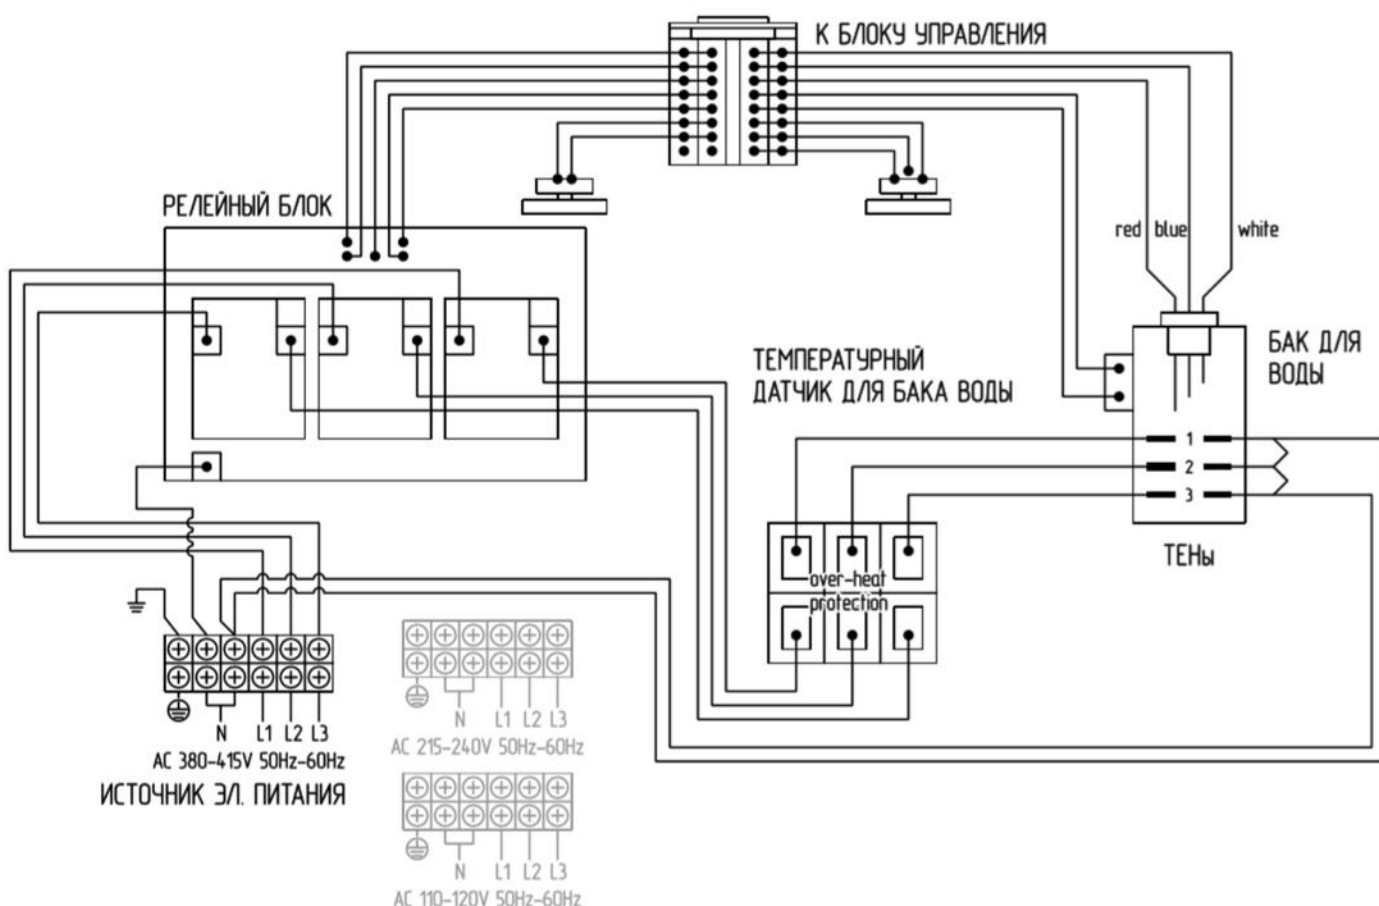 К БЛОКУ УПРАВЛЕНИЯ
РЕЛЕЙНЫЙ БЛОК
red blue white
ТЕМПЕРАТУРНЫЙ
ДАТЧИК ДЛЯ БАКА ВОДЫ
БАК ДЛЯ
ВОДЫ
1
2
3
ТЕНы
over-heat
protection
N L1 L2 L3
AC 380-415V 50Hz-60Hz
ИСТОЧНИК ЭЛ. ПИТАНИЯ
N L1 L2 L3
AC 215-240V 50Hz-60Hz
N L1 L2 L3
AC 110-120V 50Hz-60Hz